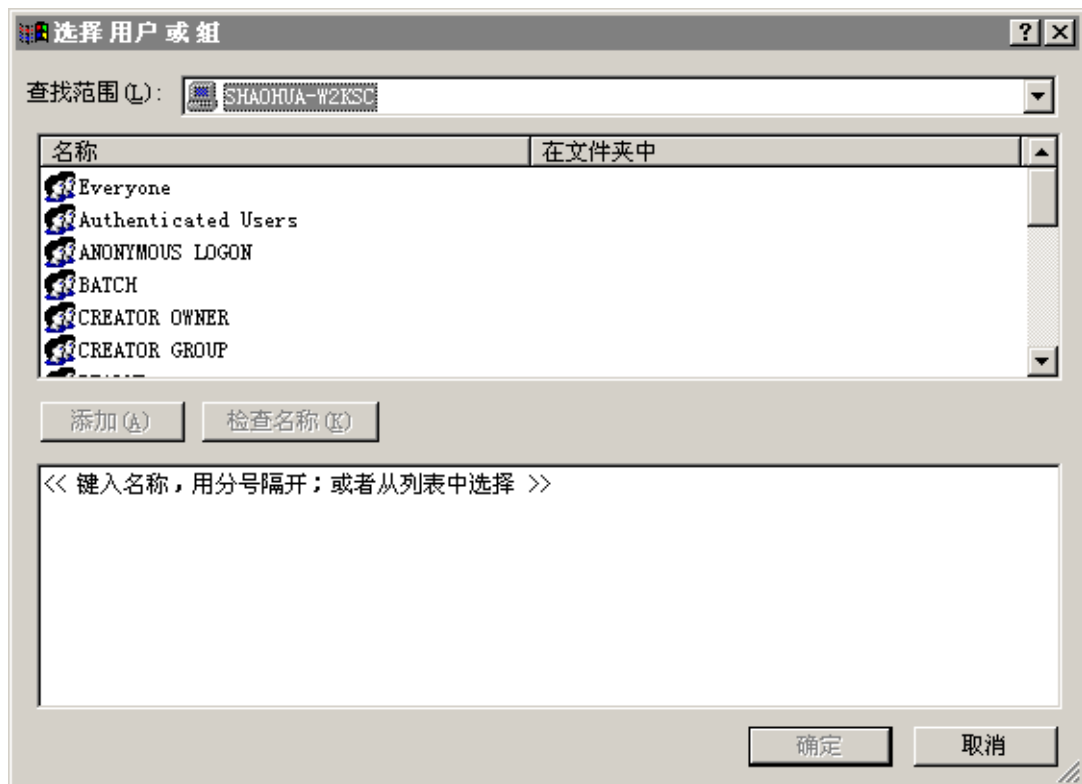 选择 用户 或 组
查找范围(L): SHAOHUA-W2KSC
名称 在文件夹中
Everyone
Authenticated Users
ANONYMOUS LOGON
BATCH
CREATOR OWNER
CREATOR GROUP
添加(A) 检查名称(K)
<< 键入名称，用分号隔开；或者从列表中选择 >>
确定 取消